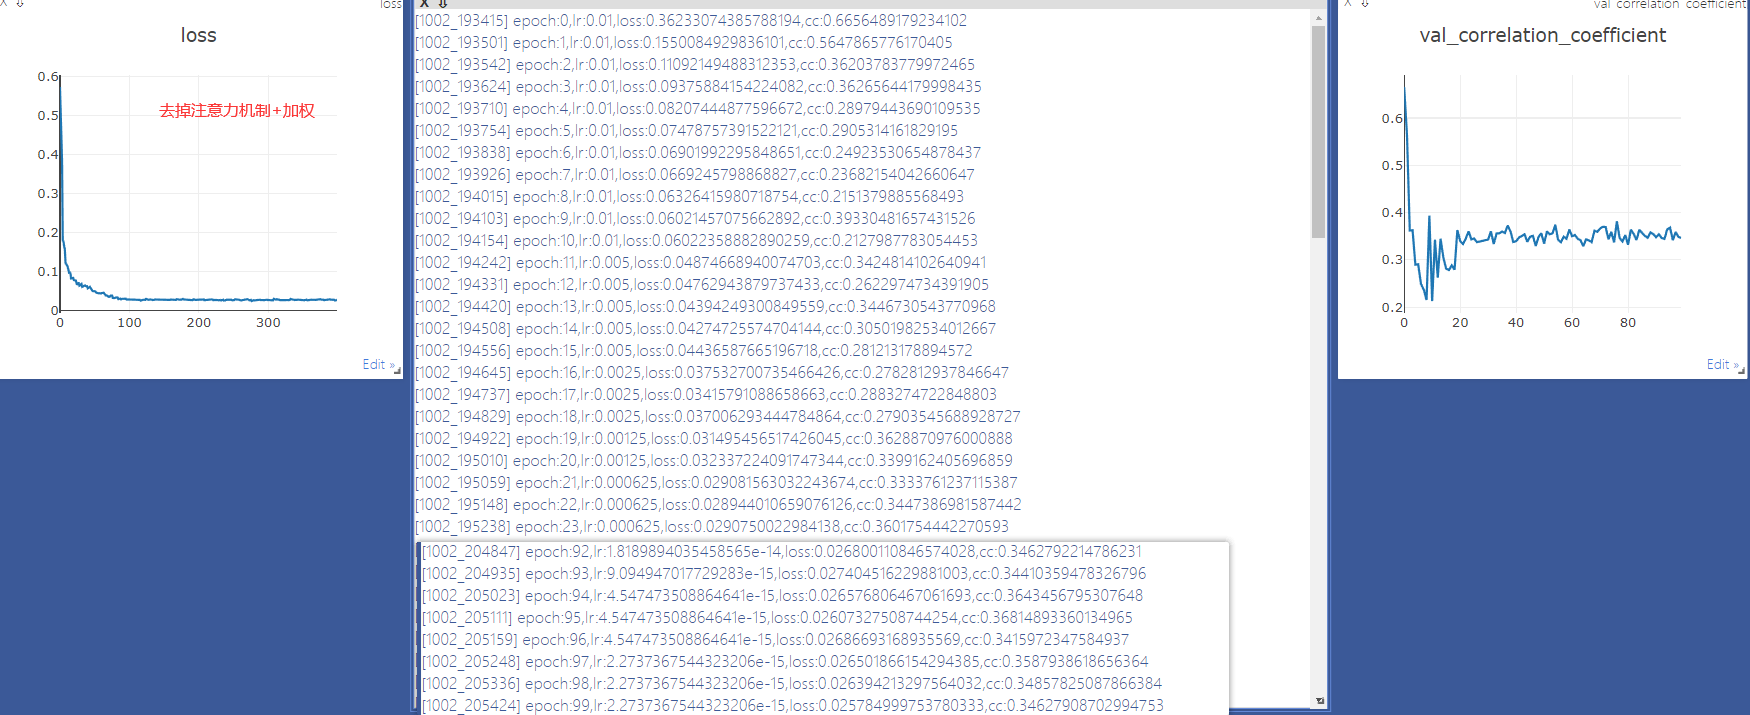 X ⇩ loss
loss
0.6
0.5
0.4
0.3
0.2
0.1
0
0 100 200 300
去掉注意力机制+加权
Edit »
X ⇩
[1002_193415] epoch:0,lr:0.01,loss:0.36233074385788194,cc:0.6656489179234102
[1002_193501] epoch:1,lr:0.01,loss:0.1550084929836101,cc:0.5647865776170405
[1002_193542] epoch:2,lr:0.01,loss:0.11092149488312353,cc:0.36203783779972465
[1002_193624] epoch:3,lr:0.01,loss:0.09375884154224082,cc:0.36265644179998435
[1002_193710] epoch:4,lr:0.01,loss:0.08207444877596672,cc:0.28979443690109535
[1002_193754] epoch:5,lr:0.01,loss:0.07478757391522121,cc:0.2905314161829195
[1002_193838] epoch:6,lr:0.01,loss:0.06901992295848651,cc:0.24923530654878437
[1002_193926] epoch:7,lr:0.01,loss:0.0669245798868827,cc:0.23682154042660647
[1002_194015] epoch:8,lr:0.01,loss:0.06326415980718754,cc:0.2151379885568493
[1002_194103] epoch:9,lr:0.01,loss:0.06021457075662892,cc:0.39330481657431526
[1002_194154] epoch:10,lr:0.01,loss:0.06022358882890259,cc:0.2127987783054453
[1002_194242] epoch:11,lr:0.005,loss:0.04874668940074703,cc:0.3424814102640941
[1002_194331] epoch:12,lr:0.005,loss:0.04762943879737433,cc:0.2622974734391905
[1002_194420] epoch:13,lr:0.005,loss:0.04394249300849559,cc:0.3446730543770968
[1002_194508] epoch:14,lr:0.005,loss:0.04274725574704144,cc:0.30501982534012667
[1002_194556] epoch:15,lr:0.005,loss:0.04436587665196718,cc:0.281213178894572
[1002_194645] epoch:16,lr:0.0025,loss:0.037532700735466426,cc:0.2782812937846647
[1002_194737] epoch:17,lr:0.0025,loss:0.03415791088658663,cc:0.2883274722848803
[1002_194829] epoch:18,lr:0.0025,loss:0.037006293444784864,cc:0.27903545688928727
[1002_194922] epoch:19,lr:0.00125,loss:0.031495456517426045,cc:0.3628870976000888
[1002_195010] epoch:20,lr:0.00125,loss:0.032337224091747344,cc:0.3399162405696859
[1002_195059] epoch:21,lr:0.000625,loss:0.029081563032243674,cc:0.3333761237115387
[1002_195148] epoch:22,lr:0.000625,loss:0.028944010659076126,cc:0.3447386981587442
[1002_195238] epoch:23,lr:0.000625,loss:0.0290750022984138,cc:0.3601754442270593
[1002_204847] epoch:92,lr:1.8189894035458565e-14,loss:0.026800110846574028,cc:0.3462792214786231
[1002_204935] epoch:93,lr:9.094947017729283e-15,loss:0.027404516229881003,cc:0.34410359478326796
[1002_205023] epoch:94,lr:4.547473508864641e-15,loss:0.026576806467061693,cc:0.3643456795307648
[1002_205111] epoch:95,lr:4.547473508864641e-15,loss:0.02607327508744254,cc:0.36814893360134965
[1002_205159] epoch:96,lr:4.547473508864641e-15,loss:0.02686693168935569,cc:0.3415972347584937
[1002_205248] epoch:97,lr:2.2737367544323206e-15,loss:0.026501866154294385,cc:0.3587938618656364
[1002_205336] epoch:98,lr:2.2737367544323206e-15,loss:0.026394213297564032,cc:0.34857825087866384
[1002_205424] epoch:99,lr:2.2737367544323206e-15,loss:0.025784999753780333,cc:0.34627908702994753
X ⇩ val_correlation_coefficient
val_correlation_coefficient
0.6
0.5
0.4
0.3
0.2
0 20 40 60 80
Edit »